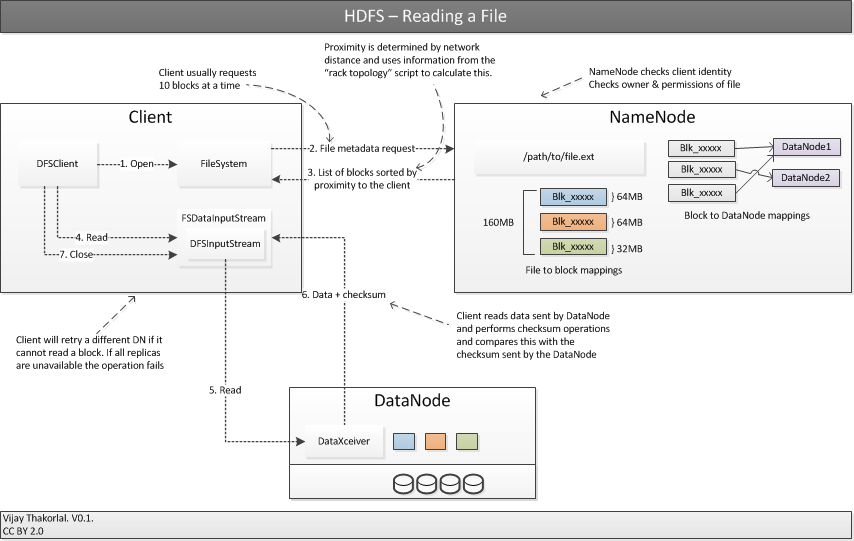 HDFS – Reading a File
Proximity is determined by network
distance and uses information from the
“rack topology” script to calculate this.
Client usually requests
10 blocks at a time
NameNode checks client identity
Checks owner & permissions of file
Client
DFSClient
1. Open
FileSystem
2. File metadata request
3. List of blocks sorted by
proximity to the client
FSDataInputStream
DFSInputStream
4. Read
7. Close
NameNode
/path/to/file.ext
160MB
Blk_xxxxx
64MB
Blk_xxxxx
64MB
Blk_xxxxx
32MB
File to block mappings
Blk_xxxxx
Blk_xxxxx
Blk_xxxxx
DataNode1
DataNode2
Block to DataNode mappings
6. Data + checksum
Client reads data sent by DataNode
and performs checksum operations
and compares this with the
checksum sent by the DataNode
Client will retry a different DN if it
cannot read a block. If all replicas
are unavailable the operation fails
5. Read
DataNode
DataXceiver
Vijay Thakorlal. V0.1.
CC BY 2.0